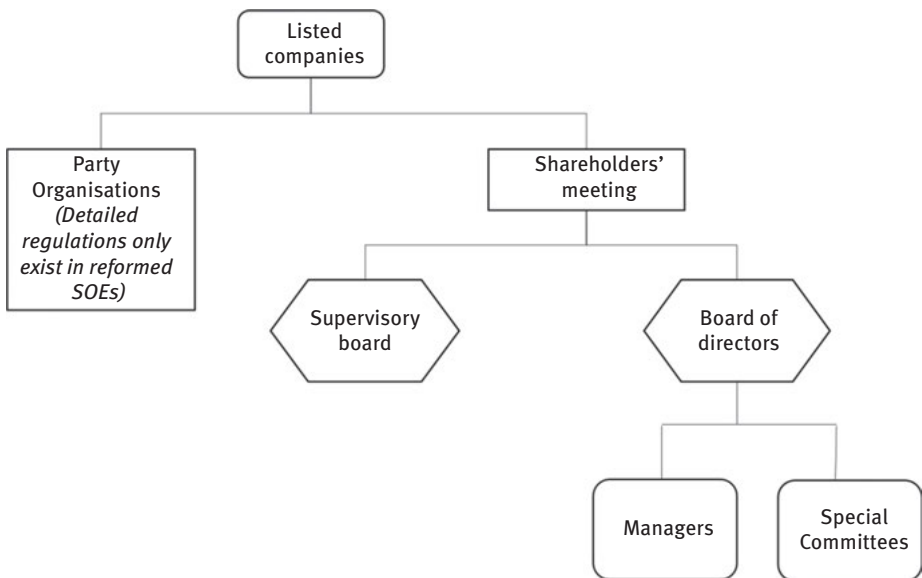 Listed
companies
Party
Organisations
(Detailed
regulations only
exist in reformed
SOEs)
Shareholders’
meeting
Supervisory
board
Board of
directors
Managers
Special
Committees